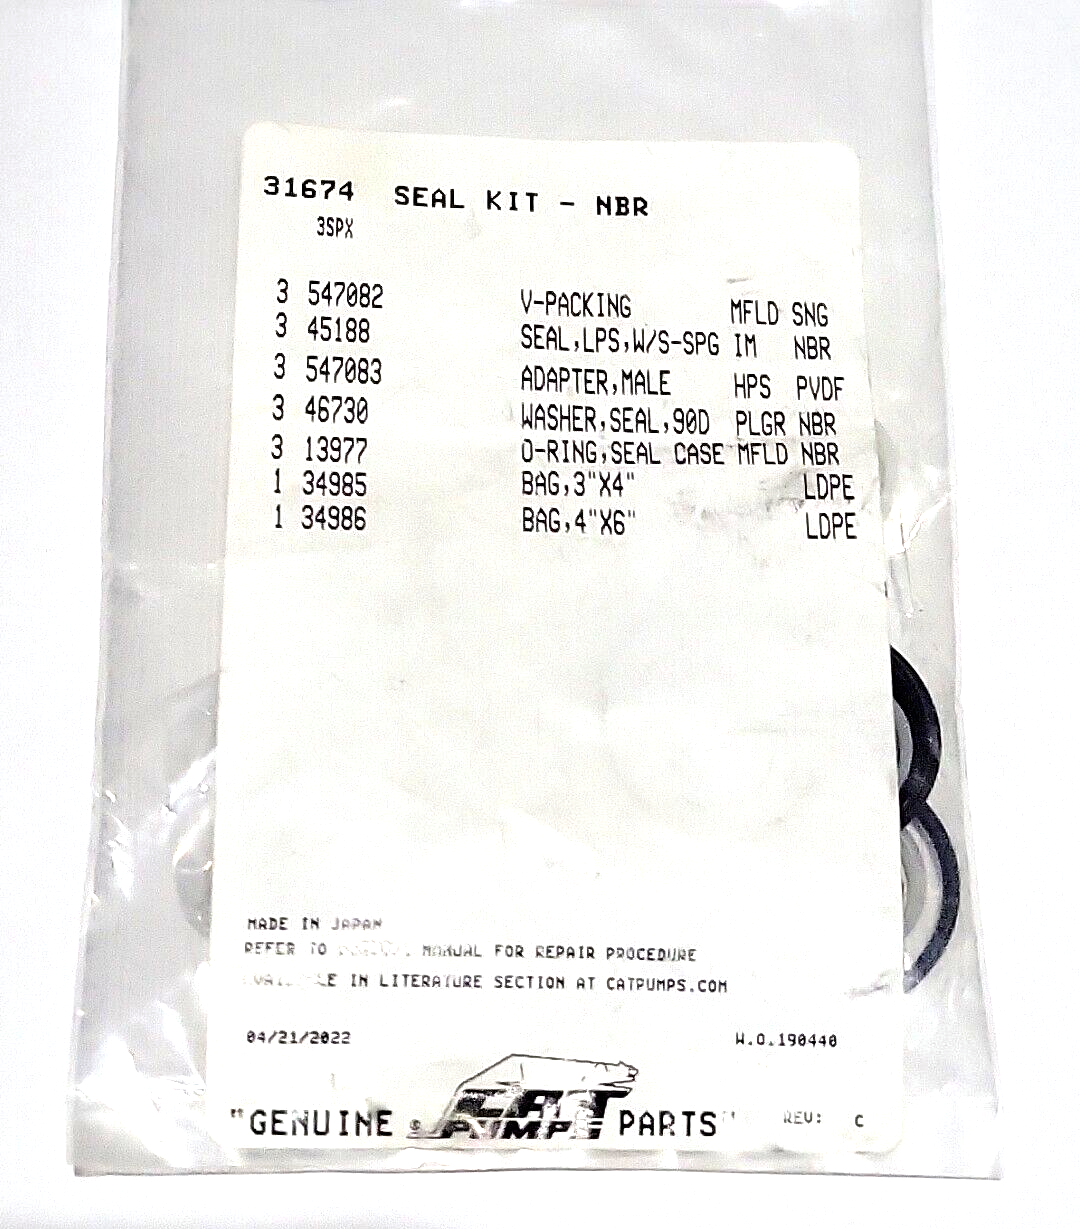 31674 SEAL KIT - NBR
3SPX
3 547082 V-PACKING MFLD SNG
3 45188 SEAL,LPS,W/S-SPG IM NBR
3 547083 ADAPTER,MALE HPS PVDF
3 46730 WASHER,SEAL,90D PLGR NBR
3 13977 O-RING,SEAL CASE MFLD NBR
1 34985 BAG,3"X4" LDPE
1 34986 BAG,4"X6" LDPE
MADE IN JAPAN
REFER TO MANUAL FOR REPAIR PROCEDURE
IN LITERATURE SECTION AT CATPUMPS.COM
04/21/2022 W.O.190440
"GENUINE CAT PUMPS PARTS" REV: C